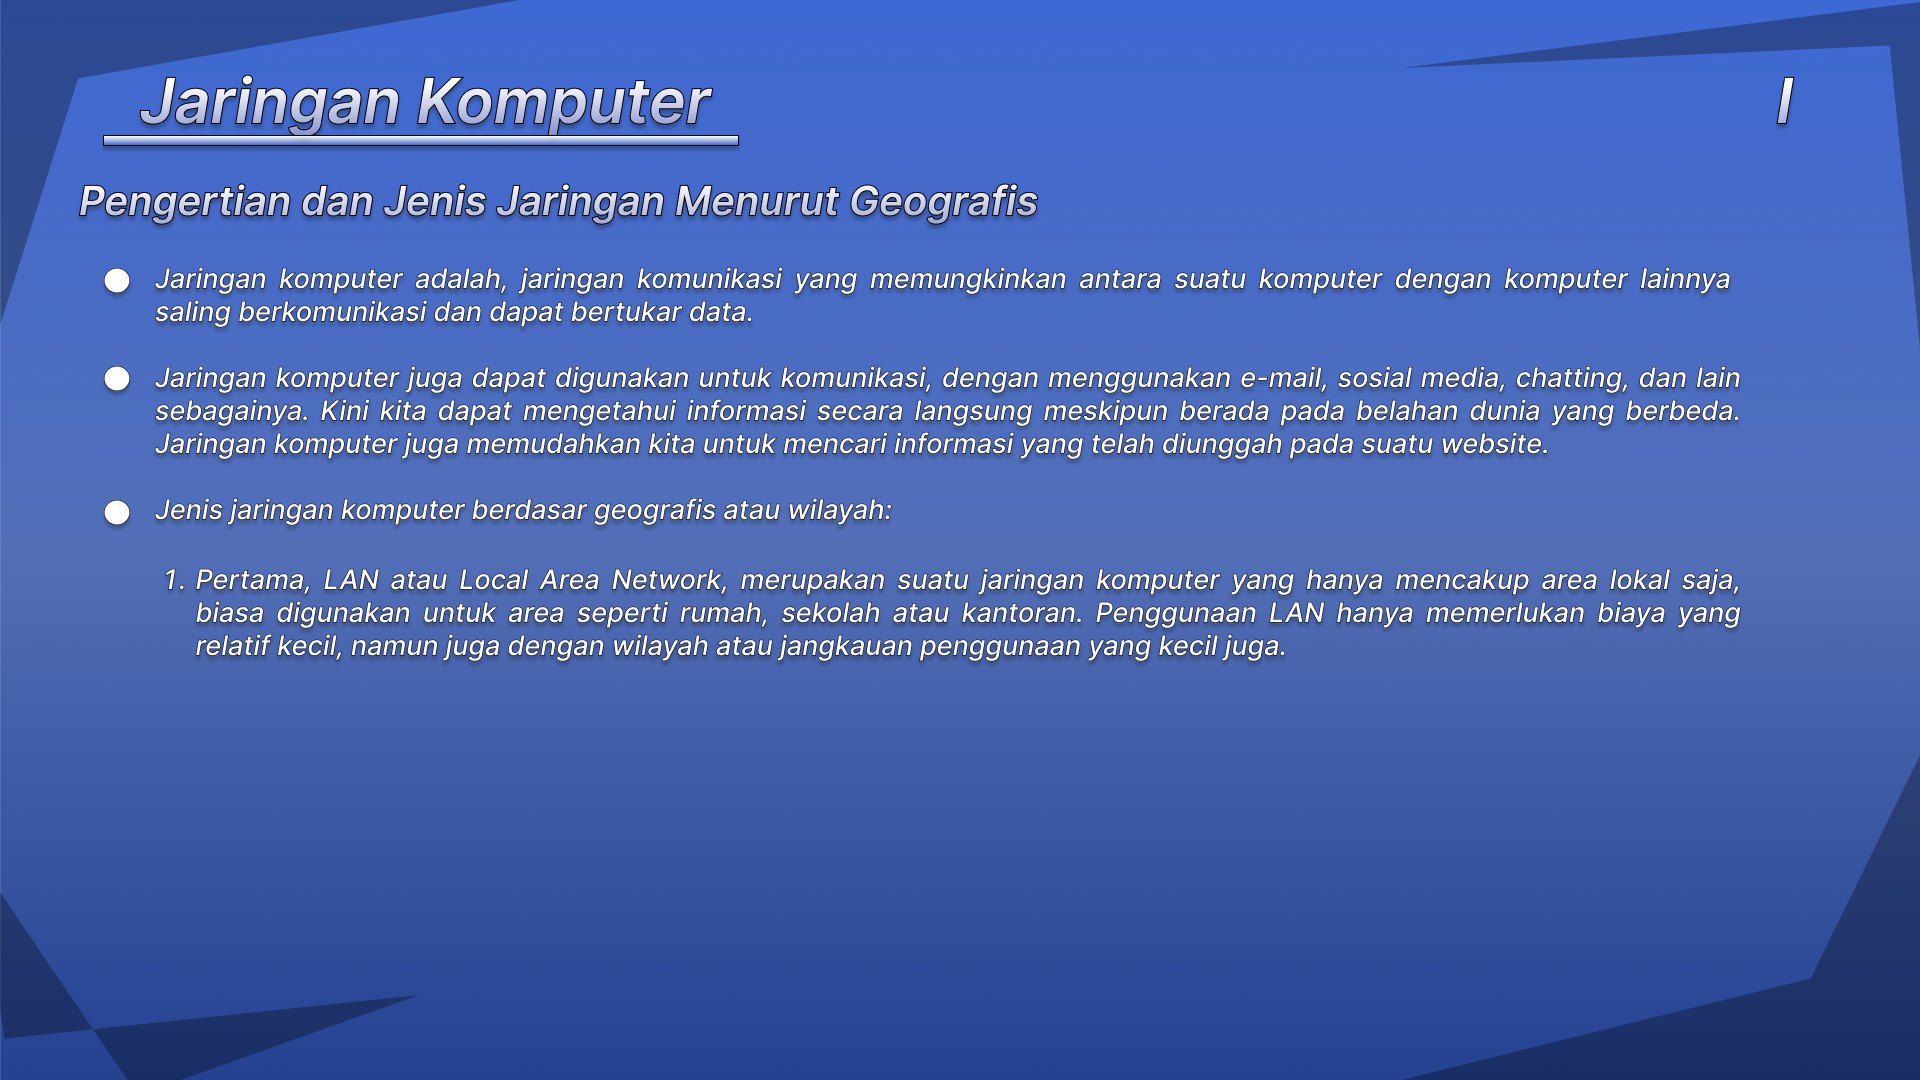 Jaringan Komputer
I
Pengertian dan Jenis Jaringan Menurut Geografis
Jaringan komputer adalah, jaringan komunikasi yang memungkinkan antara suatu komputer dengan komputer lainnya
saling berkomunikasi dan dapat bertukar data.
Jaringan komputer juga dapat digunakan untuk komunikasi, dengan menggunakan e-mail, sosial media, chatting, dan lain
sebagainya. Kini kita dapat mengetahui informasi secara langsung meskipun berada pada belahan dunia yang berbeda.
Jaringan komputer juga memudahkan kita untuk mencari informasi yang telah diunggah pada suatu website.
Jenis jaringan komputer berdasar geografis atau wilayah:
1. Pertama, LAN atau Local Area Network, merupakan suatu jaringan komputer yang hanya mencakup area lokal saja,
biasa digunakan untuk area seperti rumah, sekolah atau kantoran. Penggunaan LAN hanya memerlukan biaya yang
relatif kecil, namun juga dengan wilayah atau jangkauan penggunaan yang kecil juga.